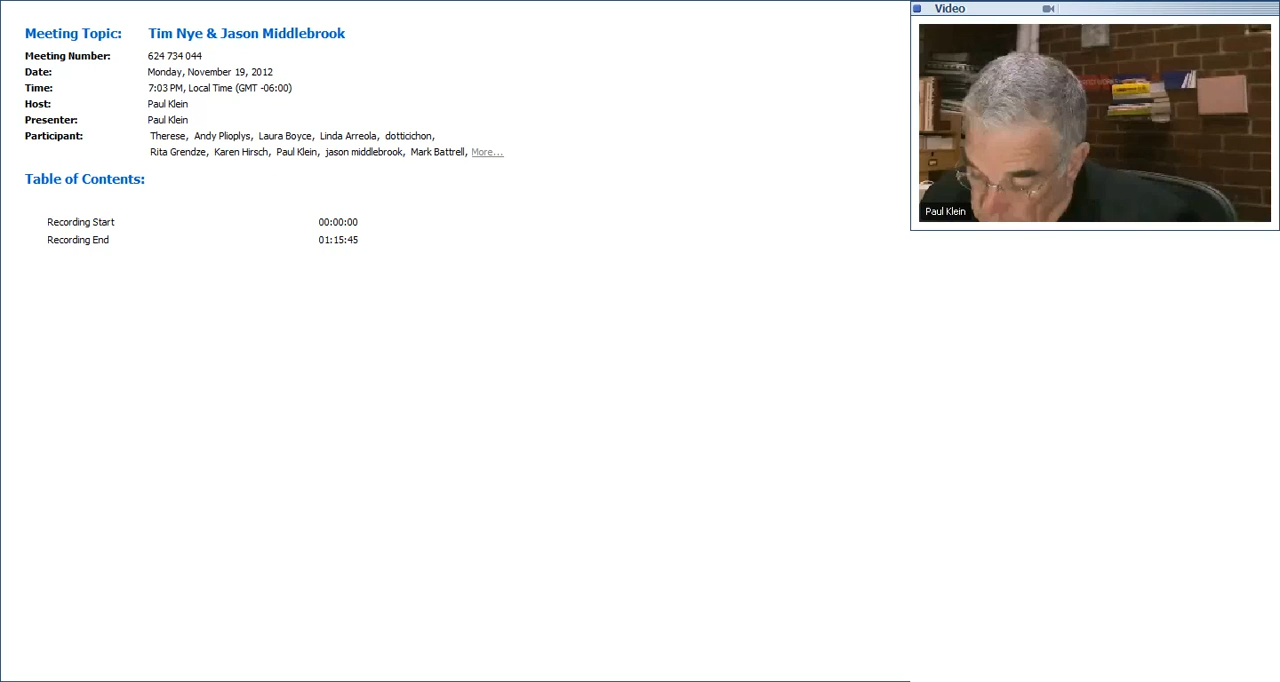 Meeting Topic: Tim Nye & Jason Middlebrook
Meeting Number: 624 734 044
Date: Monday, November 19, 2012
Time: 7:03 PM, Local Time (GMT -06:00)
Host: Paul Klein
Presenter: Paul Klein
Participant: Therese, Andy Plioplys, Laura Boyce, Linda Arreola, dotticichon,
Rita Grendze, Karen Hirsch, Paul Klein, jason middlebrook, Mark Battrell, More...
Table of Contents:
Recording Start 00:00:00
Recording End 01:15:45
Video
Paul Klein